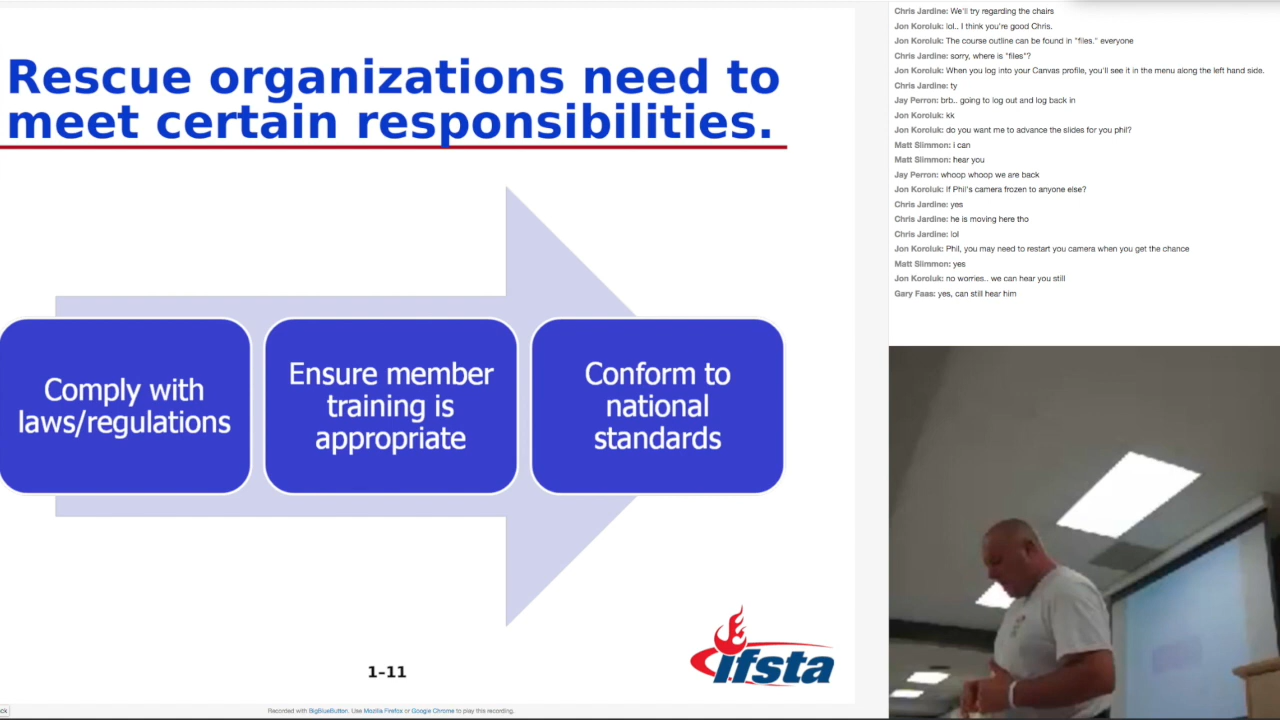 Rescue organizations need to
meet certain responsibilities.
Comply with
laws/regulations
Ensure member
training is
appropriate
Conform to
national
standards
1-11
ifsta
Recorded with BigBlueButton. Use Mozilla Firefox or Google Chrome to play this recording.
Chris Jardine: We'll try regarding the chairs
Jon Koroluk: lol.. I think you're good Chris.
Jon Koroluk: The course outline can be found in "files." everyone
Chris Jardine: sorry, where is "files"?
Jon Koroluk: When you log into your Canvas profile, you'll see it in the menu along the left hand side.
Chris Jardine: ty
Jay Perron: brb.. going to log out and log back in
Jon Koroluk: kk
Jon Koroluk: do you want me to advance the slides for you phil?
Matt Slimmon: i can
Matt Slimmon: hear you
Jay Perron: whoop whoop we are back
Jon Koroluk: if Phil's camera frozen to anyone else?
Chris Jardine: yes
Chris Jardine: he is moving here tho
Chris Jardine: lol
Jon Koroluk: Phil, you may need to restart you camera when you get the chance
Matt Slimmon: yes
Jon Koroluk: no worries.. we can hear you still
Gary Faas: yes, can still hear him